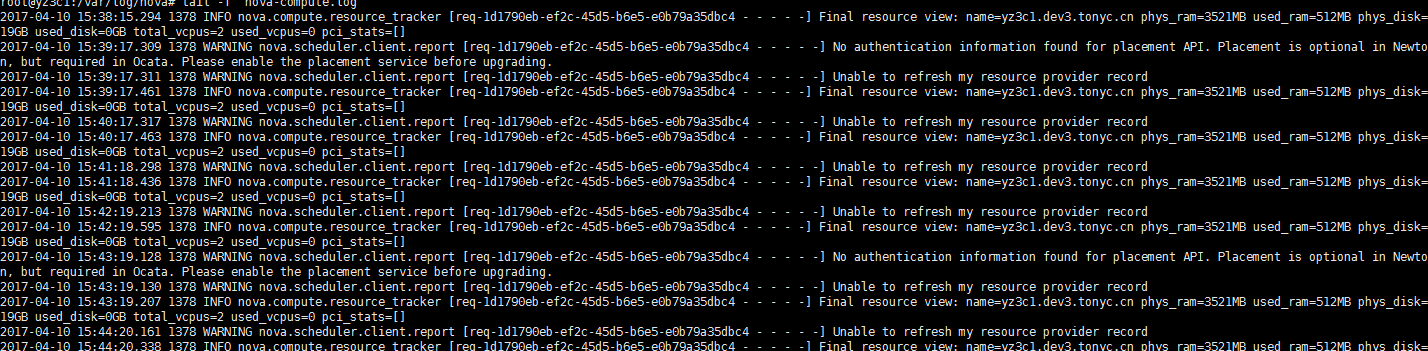 root@yz3c1:/var/log/nova# tail -f  nova-compute.log
2017-04-10 15:38:15.294 1378 INFO nova.compute.resource_tracker [req-1d1790eb-ef2c-45d5-b6e5-e0b79a35dbc4 - - - - -] Final resource view: name=yz3c1.dev3.tonyc.cn phys_ram=3521MB used_ram=512MB phys_disk=
19GB used_disk=0GB total_vcpus=2 used_vcpus=0 pci_stats=[]
2017-04-10 15:39:17.309 1378 WARNING nova.scheduler.client.report [req-1d1790eb-ef2c-45d5-b6e5-e0b79a35dbc4 - - - - -] No authentication information found for placement API. Placement is optional in Newto
n, but required in Ocata. Please enable the placement service before upgrading.
2017-04-10 15:39:17.311 1378 WARNING nova.scheduler.client.report [req-1d1790eb-ef2c-45d5-b6e5-e0b79a35dbc4 - - - - -] Unable to refresh my resource provider record
2017-04-10 15:39:17.461 1378 INFO nova.compute.resource_tracker [req-1d1790eb-ef2c-45d5-b6e5-e0b79a35dbc4 - - - - -] Final resource view: name=yz3c1.dev3.tonyc.cn phys_ram=3521MB used_ram=512MB phys_disk=
19GB used_disk=0GB total_vcpus=2 used_vcpus=0 pci_stats=[]
2017-04-10 15:40:17.317 1378 WARNING nova.scheduler.client.report [req-1d1790eb-ef2c-45d5-b6e5-e0b79a35dbc4 - - - - -] Unable to refresh my resource provider record
2017-04-10 15:40:17.463 1378 INFO nova.compute.resource_tracker [req-1d1790eb-ef2c-45d5-b6e5-e0b79a35dbc4 - - - - -] Final resource view: name=yz3c1.dev3.tonyc.cn phys_ram=3521MB used_ram=512MB phys_disk=
19GB used_disk=0GB total_vcpus=2 used_vcpus=0 pci_stats=[]
2017-04-10 15:41:18.298 1378 WARNING nova.scheduler.client.report [req-1d1790eb-ef2c-45d5-b6e5-e0b79a35dbc4 - - - - -] Unable to refresh my resource provider record
2017-04-10 15:41:18.436 1378 INFO nova.compute.resource_tracker [req-1d1790eb-ef2c-45d5-b6e5-e0b79a35dbc4 - - - - -] Final resource view: name=yz3c1.dev3.tonyc.cn phys_ram=3521MB used_ram=512MB phys_disk=
19GB used_disk=0GB total_vcpus=2 used_vcpus=0 pci_stats=[]
2017-04-10 15:42:19.213 1378 WARNING nova.scheduler.client.report [req-1d1790eb-ef2c-45d5-b6e5-e0b79a35dbc4 - - - - -] Unable to refresh my resource provider record
2017-04-10 15:42:19.595 1378 INFO nova.compute.resource_tracker [req-1d1790eb-ef2c-45d5-b6e5-e0b79a35dbc4 - - - - -] Final resource view: name=yz3c1.dev3.tonyc.cn phys_ram=3521MB used_ram=512MB phys_disk=
19GB used_disk=0GB total_vcpus=2 used_vcpus=0 pci_stats=[]
2017-04-10 15:43:19.128 1378 WARNING nova.scheduler.client.report [req-1d1790eb-ef2c-45d5-b6e5-e0b79a35dbc4 - - - - -] No authentication information found for placement API. Placement is optional in Newto
n, but required in Ocata. Please enable the placement service before upgrading.
2017-04-10 15:43:19.130 1378 WARNING nova.scheduler.client.report [req-1d1790eb-ef2c-45d5-b6e5-e0b79a35dbc4 - - - - -] Unable to refresh my resource provider record
2017-04-10 15:43:19.207 1378 INFO nova.compute.resource_tracker [req-1d1790eb-ef2c-45d5-b6e5-e0b79a35dbc4 - - - - -] Final resource view: name=yz3c1.dev3.tonyc.cn phys_ram=3521MB used_ram=512MB phys_disk=
19GB used_disk=0GB total_vcpus=2 used_vcpus=0 pci_stats=[]
2017-04-10 15:44:20.161 1378 WARNING nova.scheduler.client.report [req-1d1790eb-ef2c-45d5-b6e5-e0b79a35dbc4 - - - - -] Unable to refresh my resource provider record
2017-04-10 15:44:20.338 1378 INFO nova.compute.resource_tracker [req-1d1790eb-ef2c-45d5-b6e5-e0b79a35dbc4 - - - - -] Final resource view: name=yz3c1.dev3.tonyc.cn phys_ram=3521MB used_ram=512MB phys_disk=